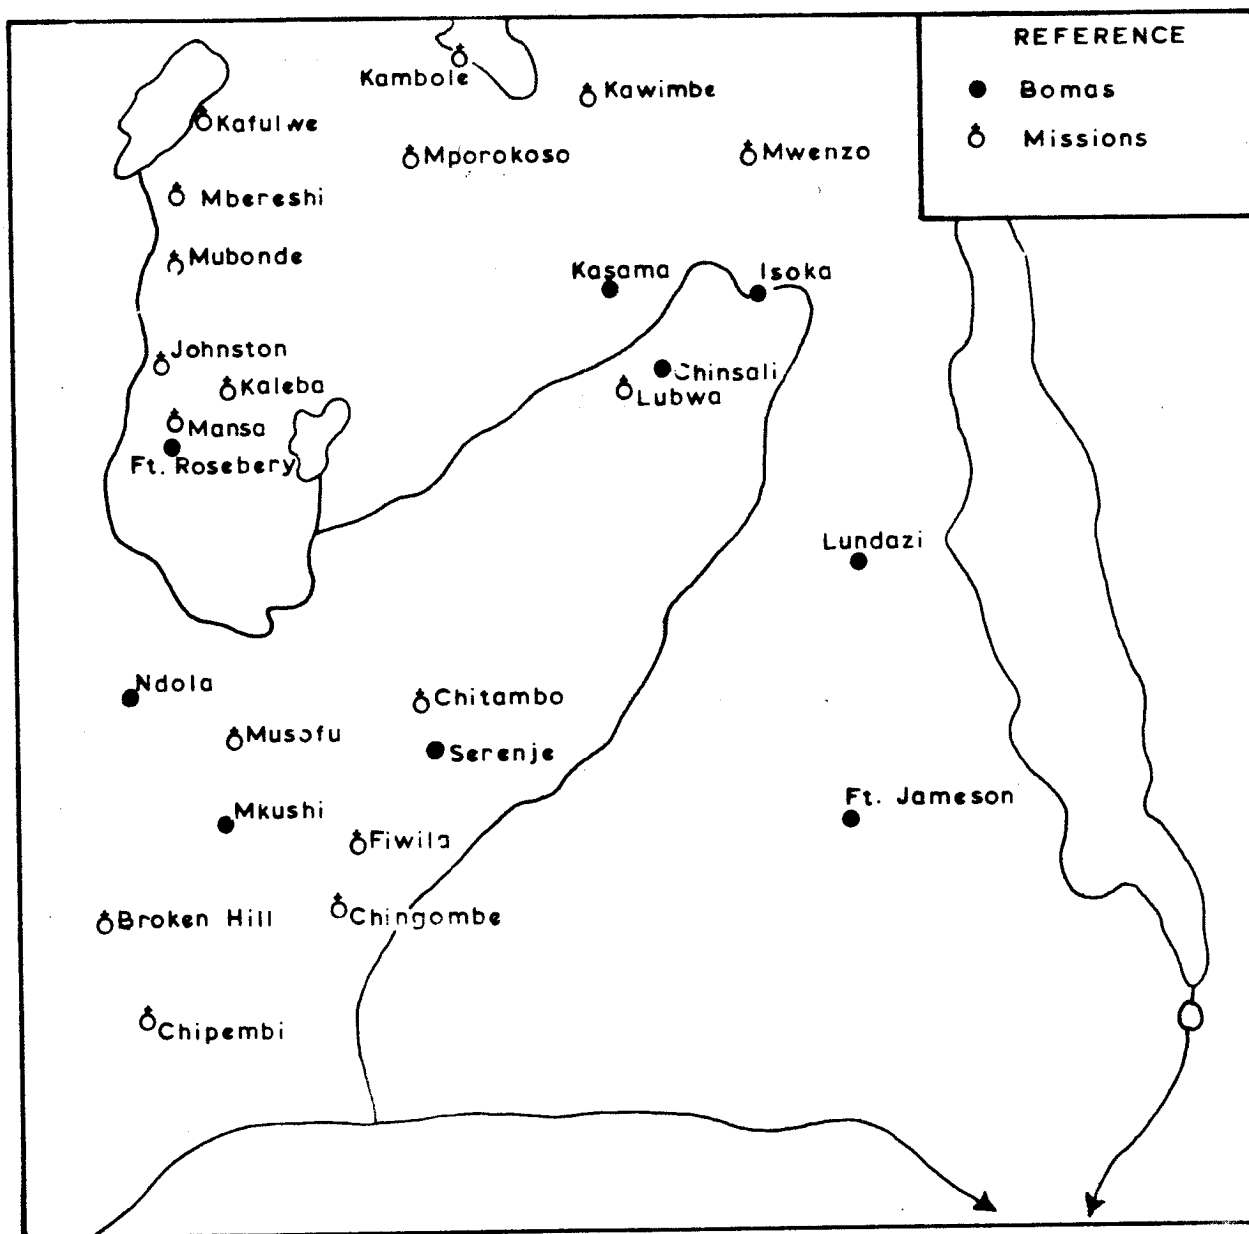 REFERENCE
Bomas
Missions
Kambole
Kawimbe
Kafulwe
Mporokoso
Mwenzo
Mbereshi
Mubonde
Kasama
Isoka
Johnston
Kaleba
Chinsali
Lubwa
Mansa
Ft. Rosebery
Lundazi
Ndola
Chitambo
Musofu
Serenje
Mkushi
Ft. Jameson
Fiwila
Broken Hill
Chingombe
Chipembi